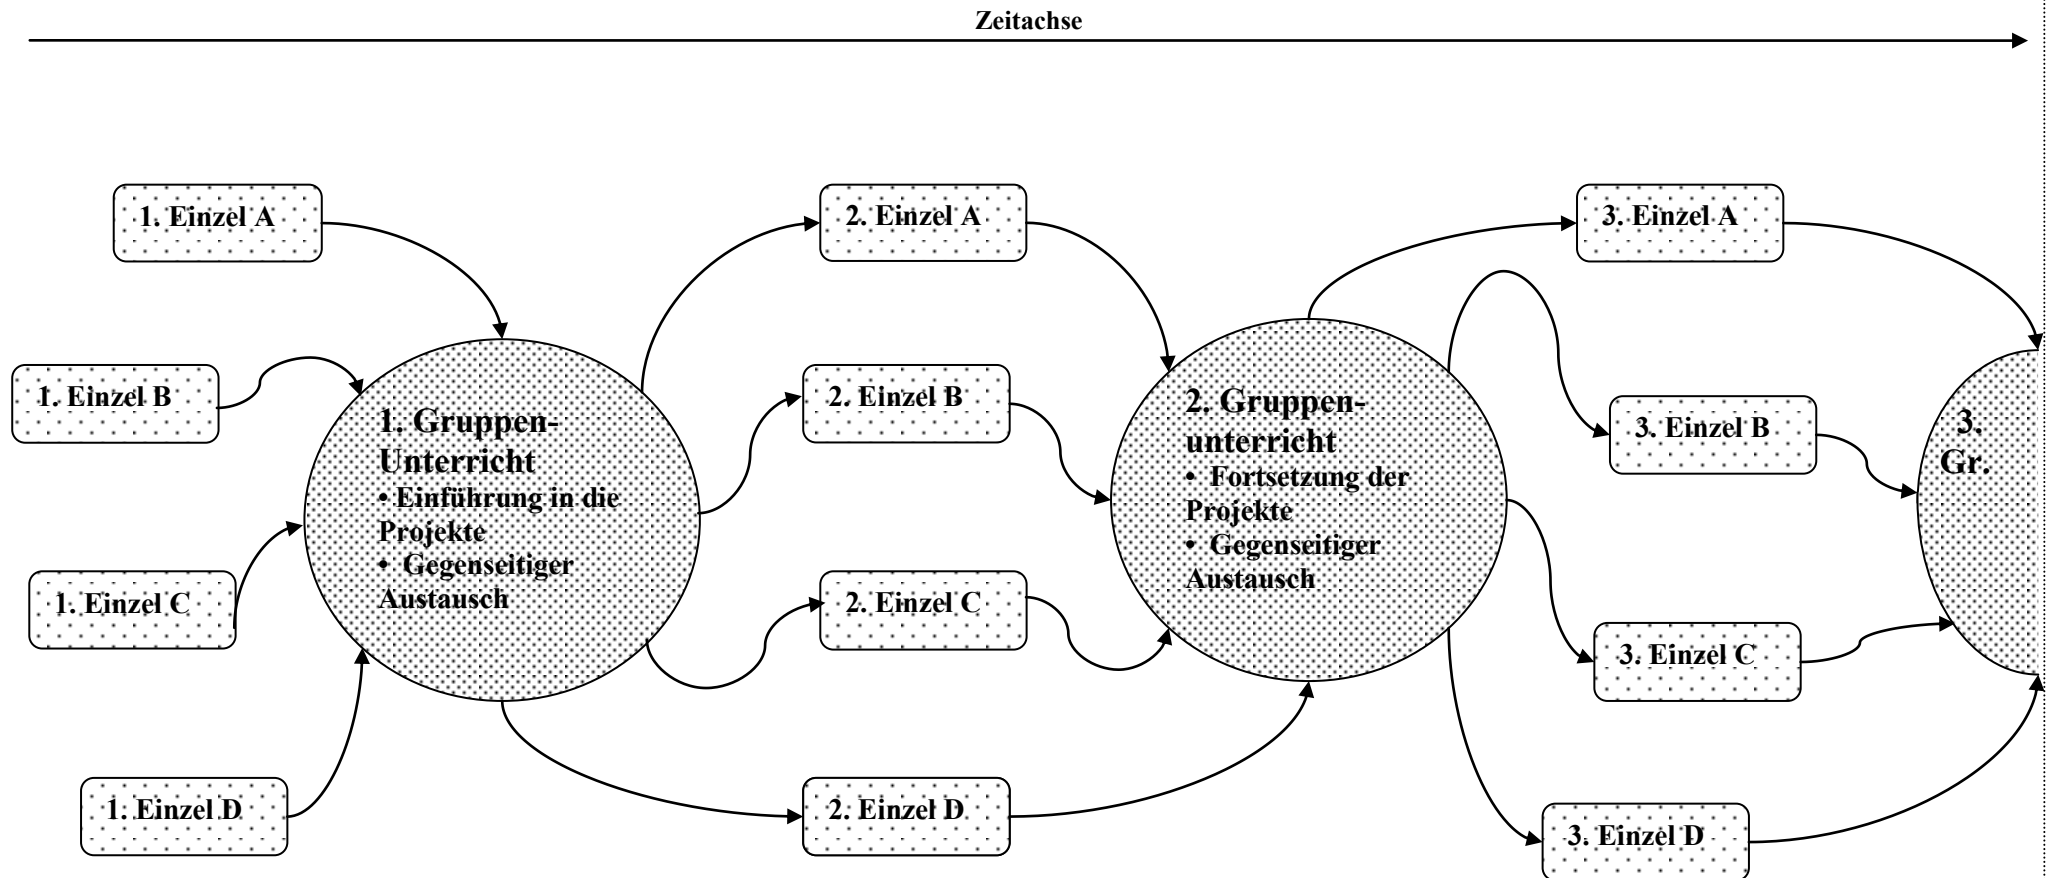 Zeitachse
1. Einzel A
2. Einzel A
3. Einzel A
1. Einzel B
2. Einzel B
3. Einzel B
1. Gruppen-
Unterricht
• Einführung in die
Projekte
• Gegenseitiger
Austausch
2. Gruppen-
unterricht
• Fortsetzung der
Projekte
• Gegenseitiger
Austausch
3.
Gr.
1. Einzel C
2. Einzel C
3. Einzel C
1. Einzel D
2. Einzel D
3. Einzel D